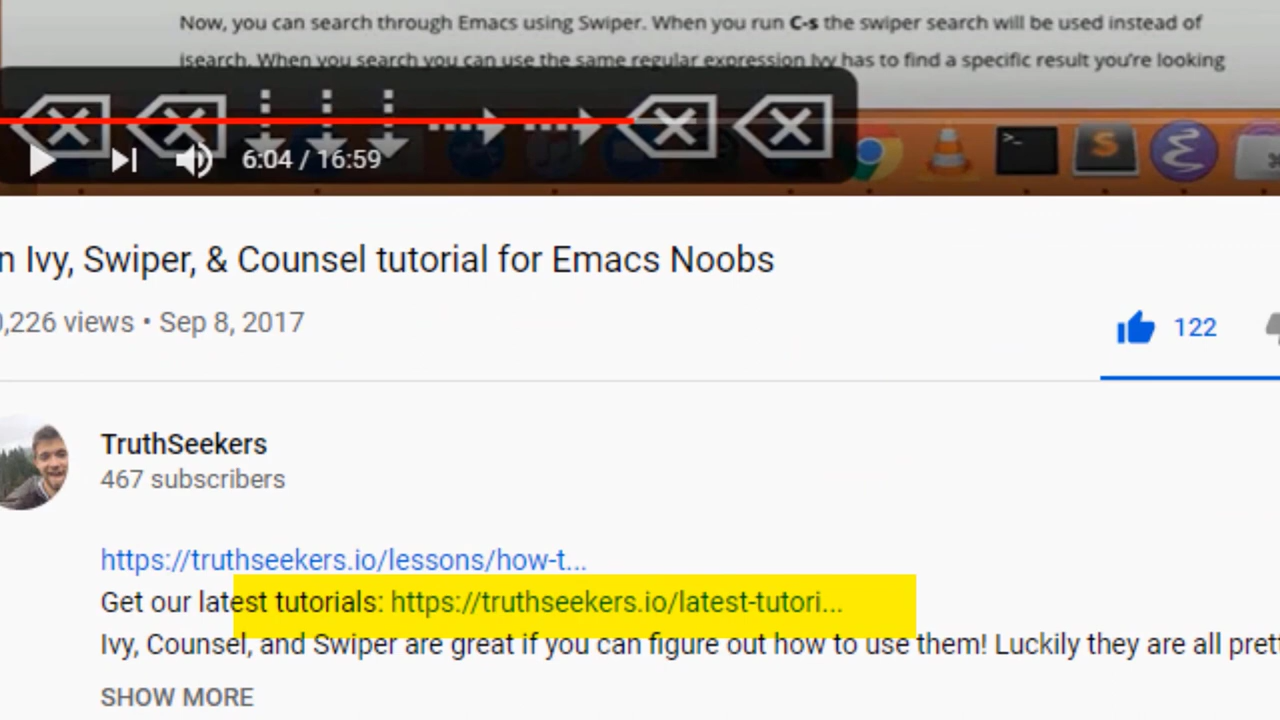 Now, you can search through Emacs using Swiper. When you run C-s the swiper search will be used instead of
isearch. When you search you can use the same regular expression Ivy has to find a specific result you're looking
6:04 / 16:59
n Ivy, Swiper, & Counsel tutorial for Emacs Noobs
,226 views • Sep 8, 2017
122
TruthSeekers
467 subscribers
https://truthseekers.io/lessons/how-t...
Get our latest tutorials: https://truthseekers.io/latest-tutori...
Ivy, Counsel, and Swiper are great if you can figure out how to use them! Luckily they are all prett
SHOW MORE